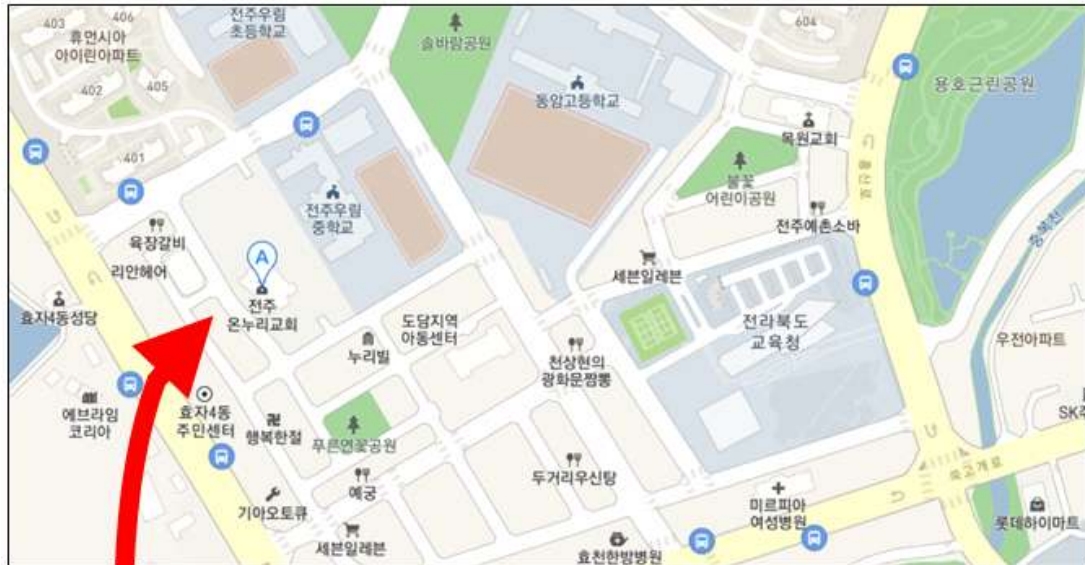 403
406
휴먼시아
아이린아파트
402
405
401
전주우림
초등학교
솔바람공원
604
용호근린공원
동암고등학교
목원교회
홍산로
전주우림
중학교
불꽃
어린이공원
전주예촌소바
중복천
육장갈비
리안헤어
A
전주
온누리교회
세븐일레븐
효자4동성당
도담지역
아동센터
누리빌
전라북도
교육청
우전아파트
천상현의
광화문짬뽕
에브라임
코리아
효자4동
주민센터
행복한절
푸른연꽃공원
SK
두거리우신탕
예궁
기아오토큐
세븐일레븐
미르피아
여성병원
롯데하이마트
효천한방병원